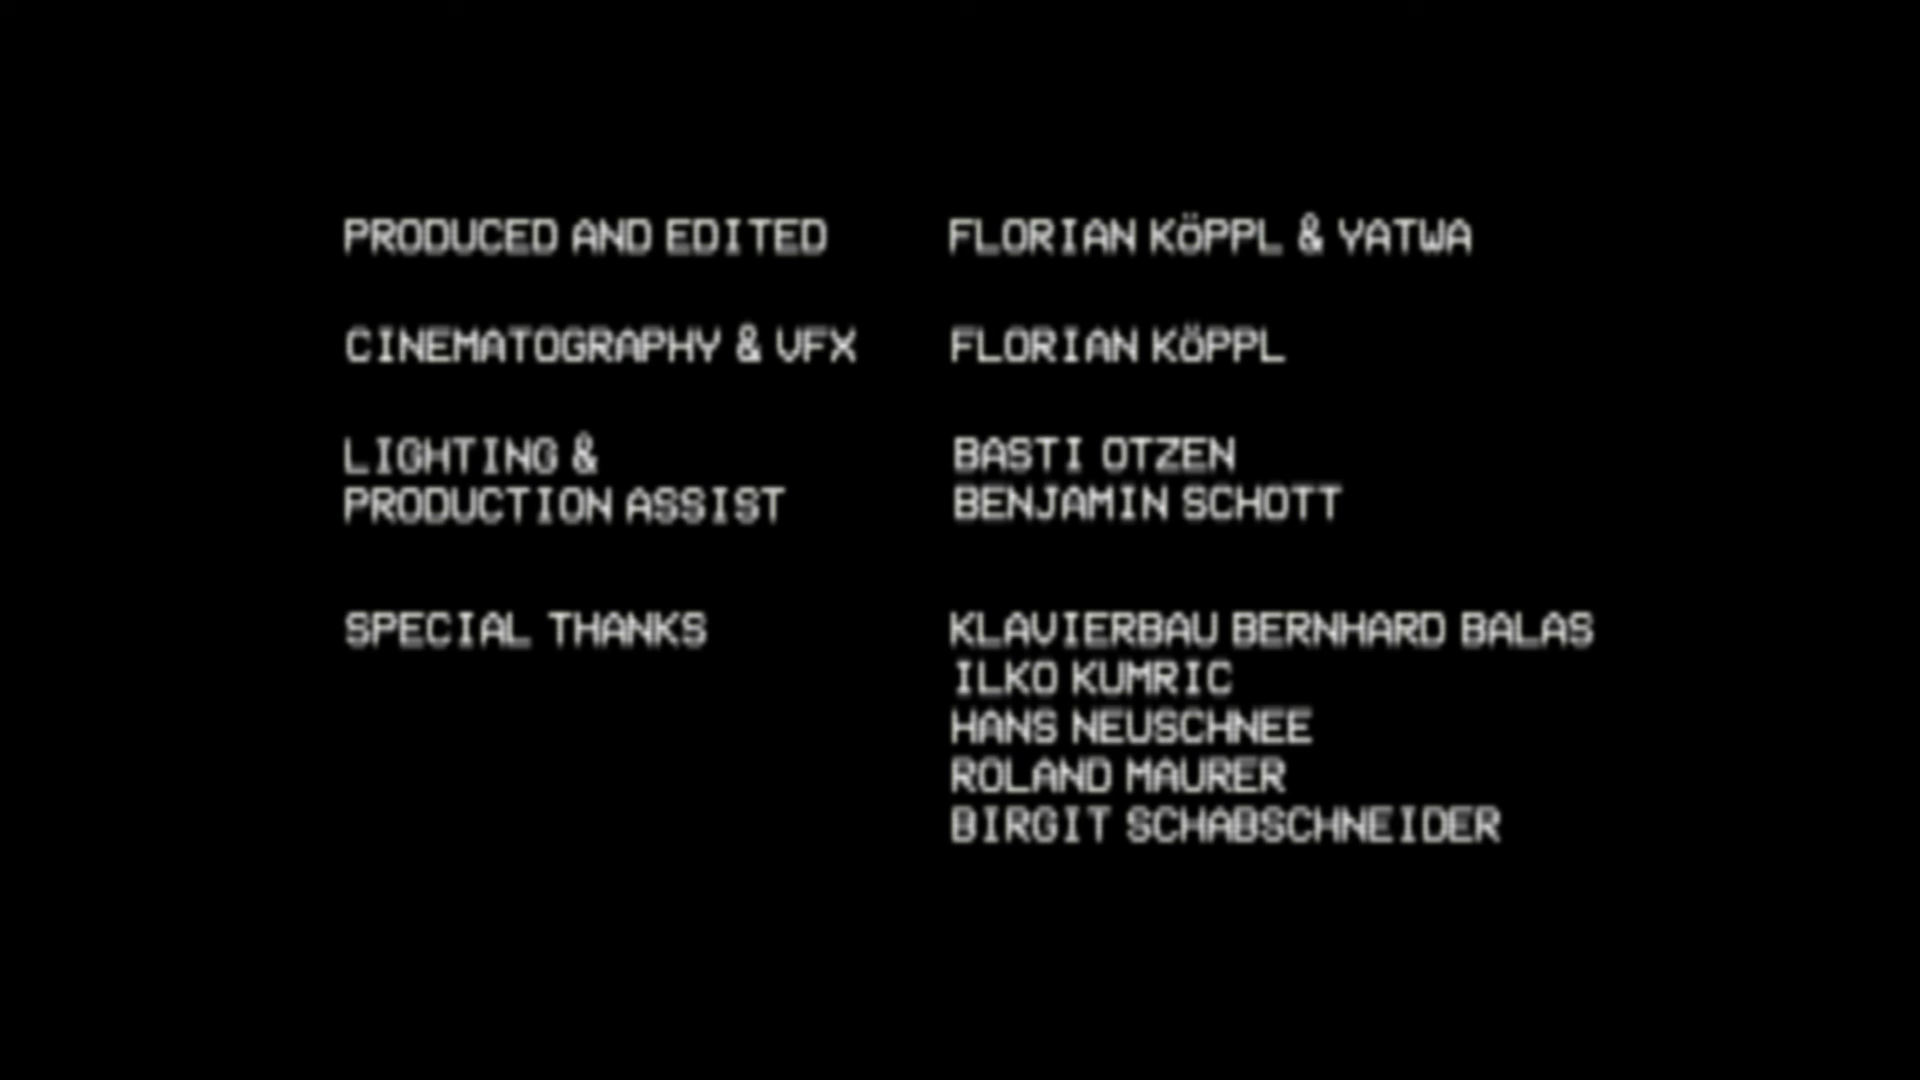 PRODUCED AND EDITED FLORIAN KöPPL & YATWA
CINEMATOGRAPHY & VFX FLORIAN KöPPL
LIGHTING & BASTI OTZEN
PRODUCTION ASSIST BENJAMIN SCHOTT
SPECIAL THANKS KLAVIERBAU BERNHARD BALAS
ILKO KUMRIC
HANS NEUSCHNEE
ROLAND MAURER
BIRGIT SCHABSCHNEIDER